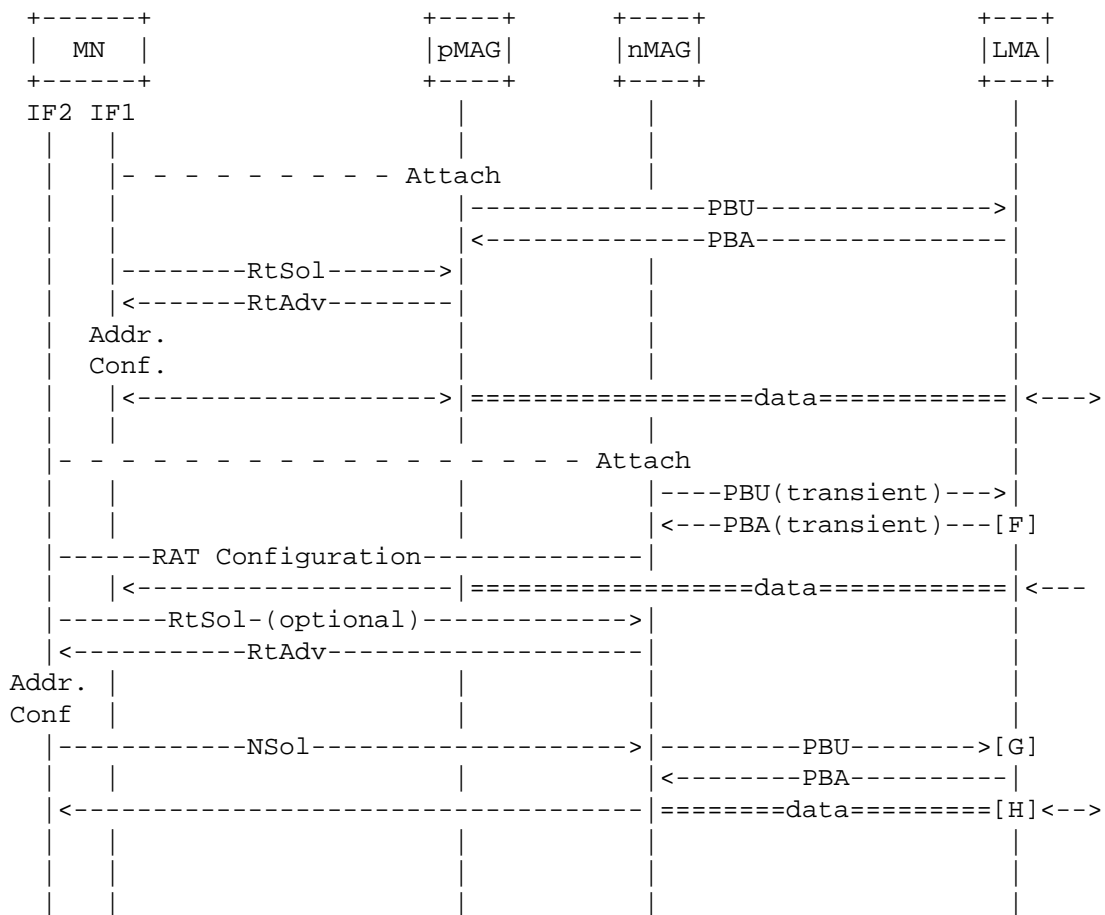 +------+                  +----+      +----+                  +---+
|  MN  |                  |pMAG|      |nMAG|                  |LMA|
+------+                  +----+      +----+                  +---+
IF2 IF1                     |           |                       |
 |   |                      |           |                       |
 |   |- - - - - - - - - Attach          |                       |
 |   |                      |---------------PBU--------------->|
 |   |                      |<--------------PBA----------------|
 |   |--------RtSol-------->|           |                       |
 |   |<-------RtAdv---------|           |                       |
 |  Addr.                   |           |                       |
 |  Conf.                   |           |                       |
 |   |<-------------------->|==================data============|<--->
 |   |                      |           |                       |
 |- - - - - - - - - - - - - - - - - - Attach                    |
 |   |                      |           |----PBU(transient)--->|
 |   |                      |           |<---PBA(transient)---[F]
 |------RAT Configuration--------------|                       |
 |   |<---------------------|==================data============|<---
 |-------RtSol-(optional)------------->|                       |
 |<-----------RtAdv--------------------|                       |
Addr. |                      |           |                       |
Conf  |                      |           |                       |
 |------------NSol-------------------->|---------PBU-------->[G]
 |   |                      |           |<--------PBA----------|
 |<------------------------------------|========data=========[H]<-->
 |   |                      |           |                       |
 |   |                      |           |                       |
 |   |                      |           |                       |